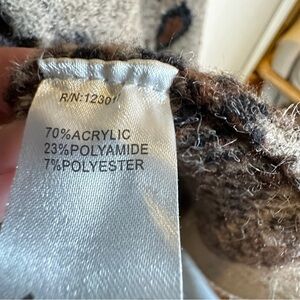 R/N:12301
70%ACRYLIC
23%POLYAMIDE
7%POLYESTER